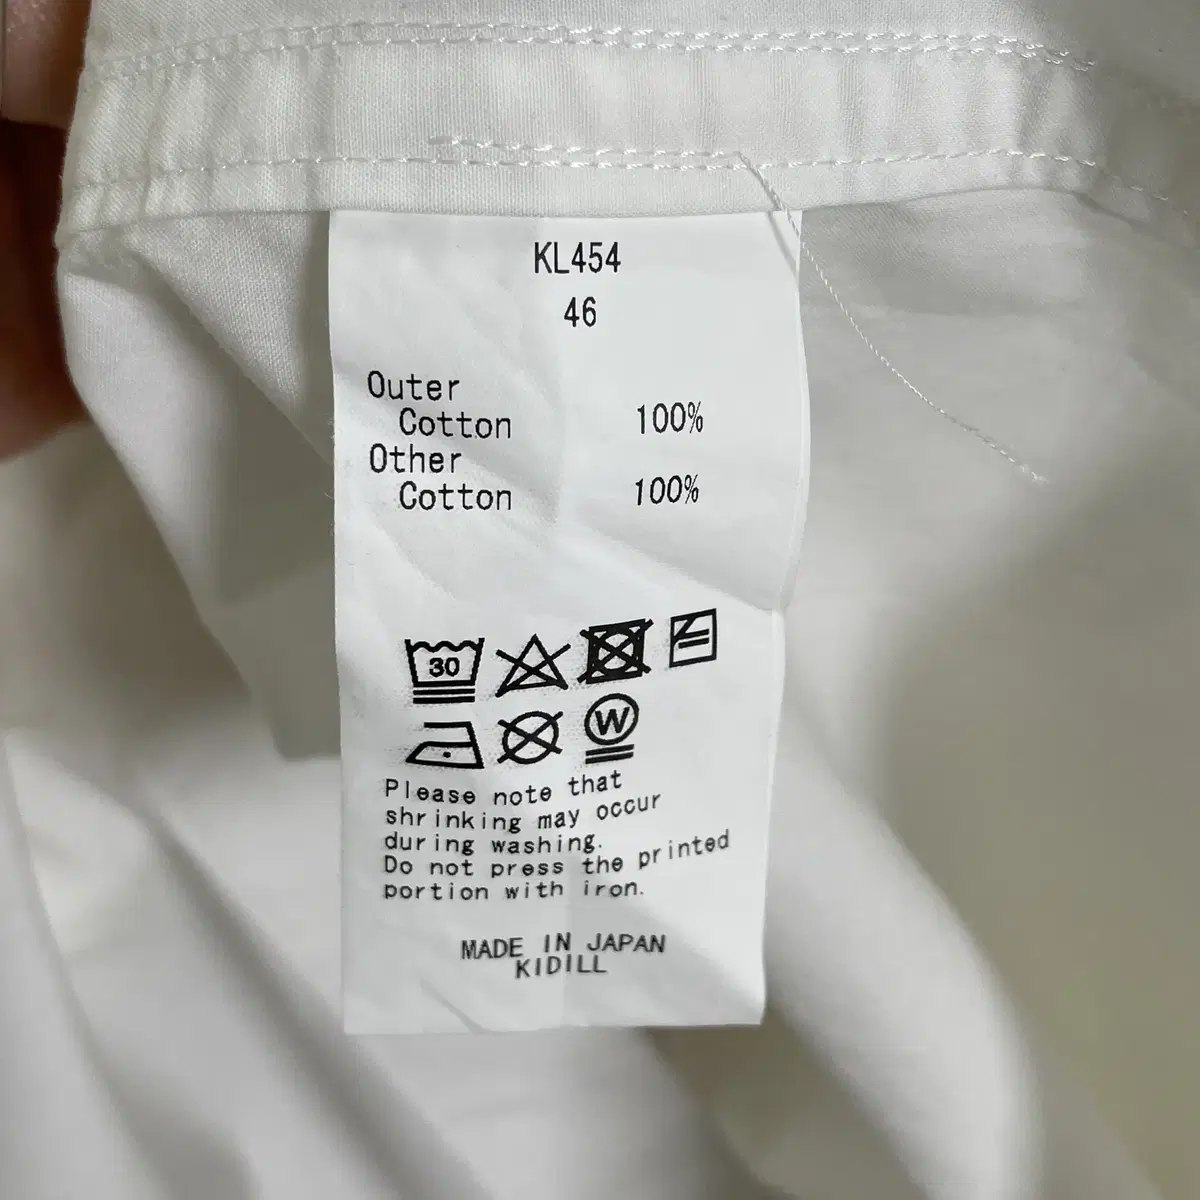 KL454
46
Outer
Cotton 100%
Other
Cotton 100%
30
W
Please note that
shrinking may occur
during washing.
Do not press the printed
portion with iron.
MADE IN JAPAN
KIDILL